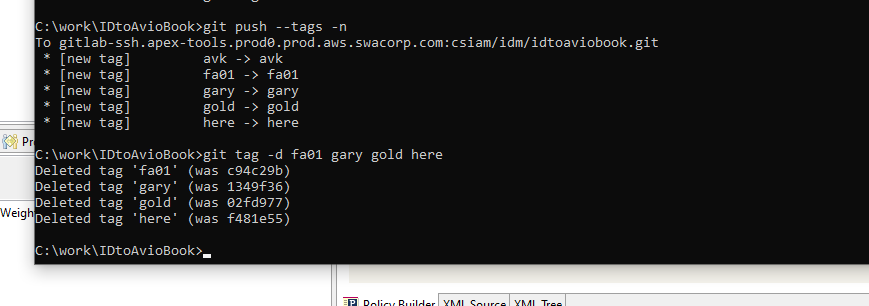 C:\work\IDtoAvioBook>git push --tags -n
To gitlab-ssh.apex-tools.prod0.prod.aws.swacorp.com:csiam/idm/idtoaviobook.git
 * [new tag]         avk -> avk
 * [new tag]         fa01 -> fa01
 * [new tag]         gary -> gary
 * [new tag]         gold -> gold
 * [new tag]         here -> here
C:\work\IDtoAvioBook>git tag -d fa01 gary gold here
Deleted tag 'fa01' (was c94c29b)
Deleted tag 'gary' (was 1349f36)
Deleted tag 'gold' (was 02fd977)
Deleted tag 'here' (was f481e55)
C:\work\IDtoAvioBook>
Pr
Weigh
Policy Builder XML Source XML Tree